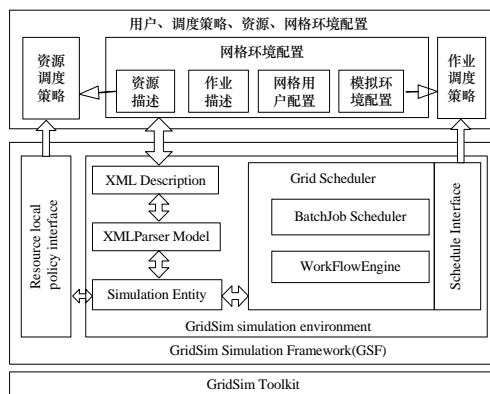 用户、调度策略、资源、网格环境配置
资源
调度
策略
网格环境配置
资源
描述
作业
描述
网格用
户配置
模拟环
境配置
作业
调度
策略
Resource local
policy interface
XML Description
XMLParser Model
Simulation Entity
Grid Scheduler
BatchJob Scheduler
WorkFlowEngine
Schedule Interface
GridSim simulation environment
GridSim Simulation Framework(GSF)
GridSim Toolkit